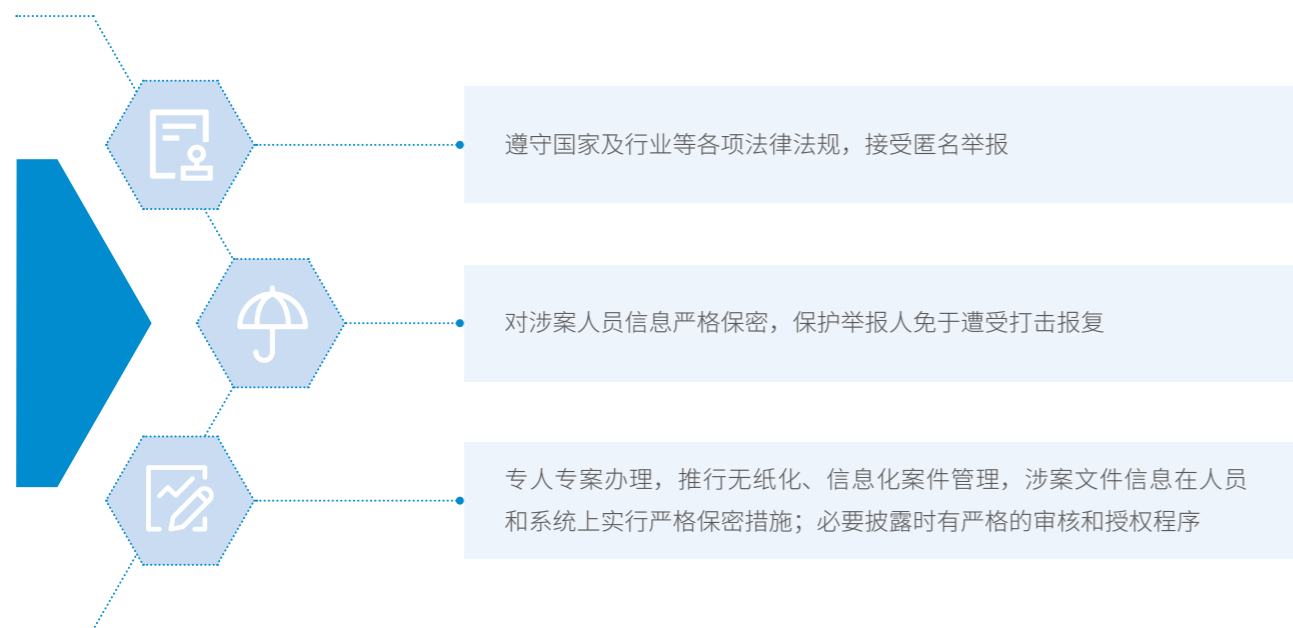 遵守国家及行业等各项法律法规，接受匿名举报
对涉案人员信息严格保密，保护举报人免于遭受打击报复
专人专案办理，推行无纸化、信息化案件管理，涉案文件信息在人员
和系统上实行严格保密措施；必要披露时有严格的审核和授权程序